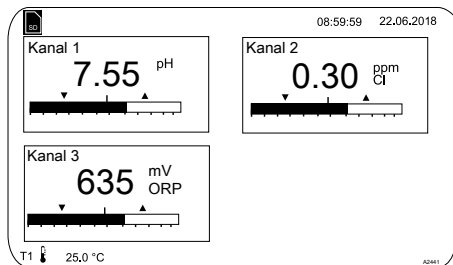 SD
08:59:59 22.06.2018
Kanal 1
7.55 pH
Kanal 2
0.30 ppm
Cl
Kanal 3
635 mV
ORP
T1 25.0 °C
A2441